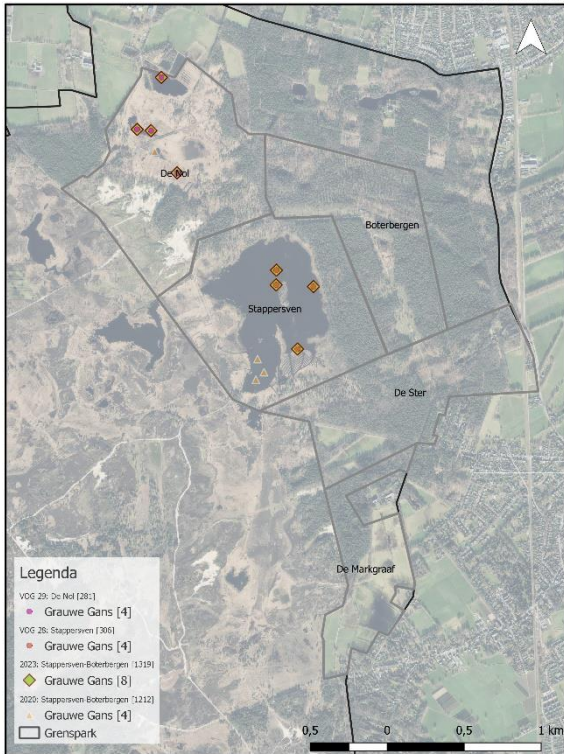 De Nol
Boterbergen
Stappersven
De Ster
De Markgraaf
Legenda
VOG 29: De Nol [281]
Grauwe Gans [4]
VOG 28: Stappersven [306]
Grauwe Gans [4]
2023: Stappersven-Boterbergen [1319]
Grauwe Gans [8]
2020: Stappersven-Boterbergen [1212]
Grauwe Gans [4]
Grenspark
0,5 0 0,5 1 km